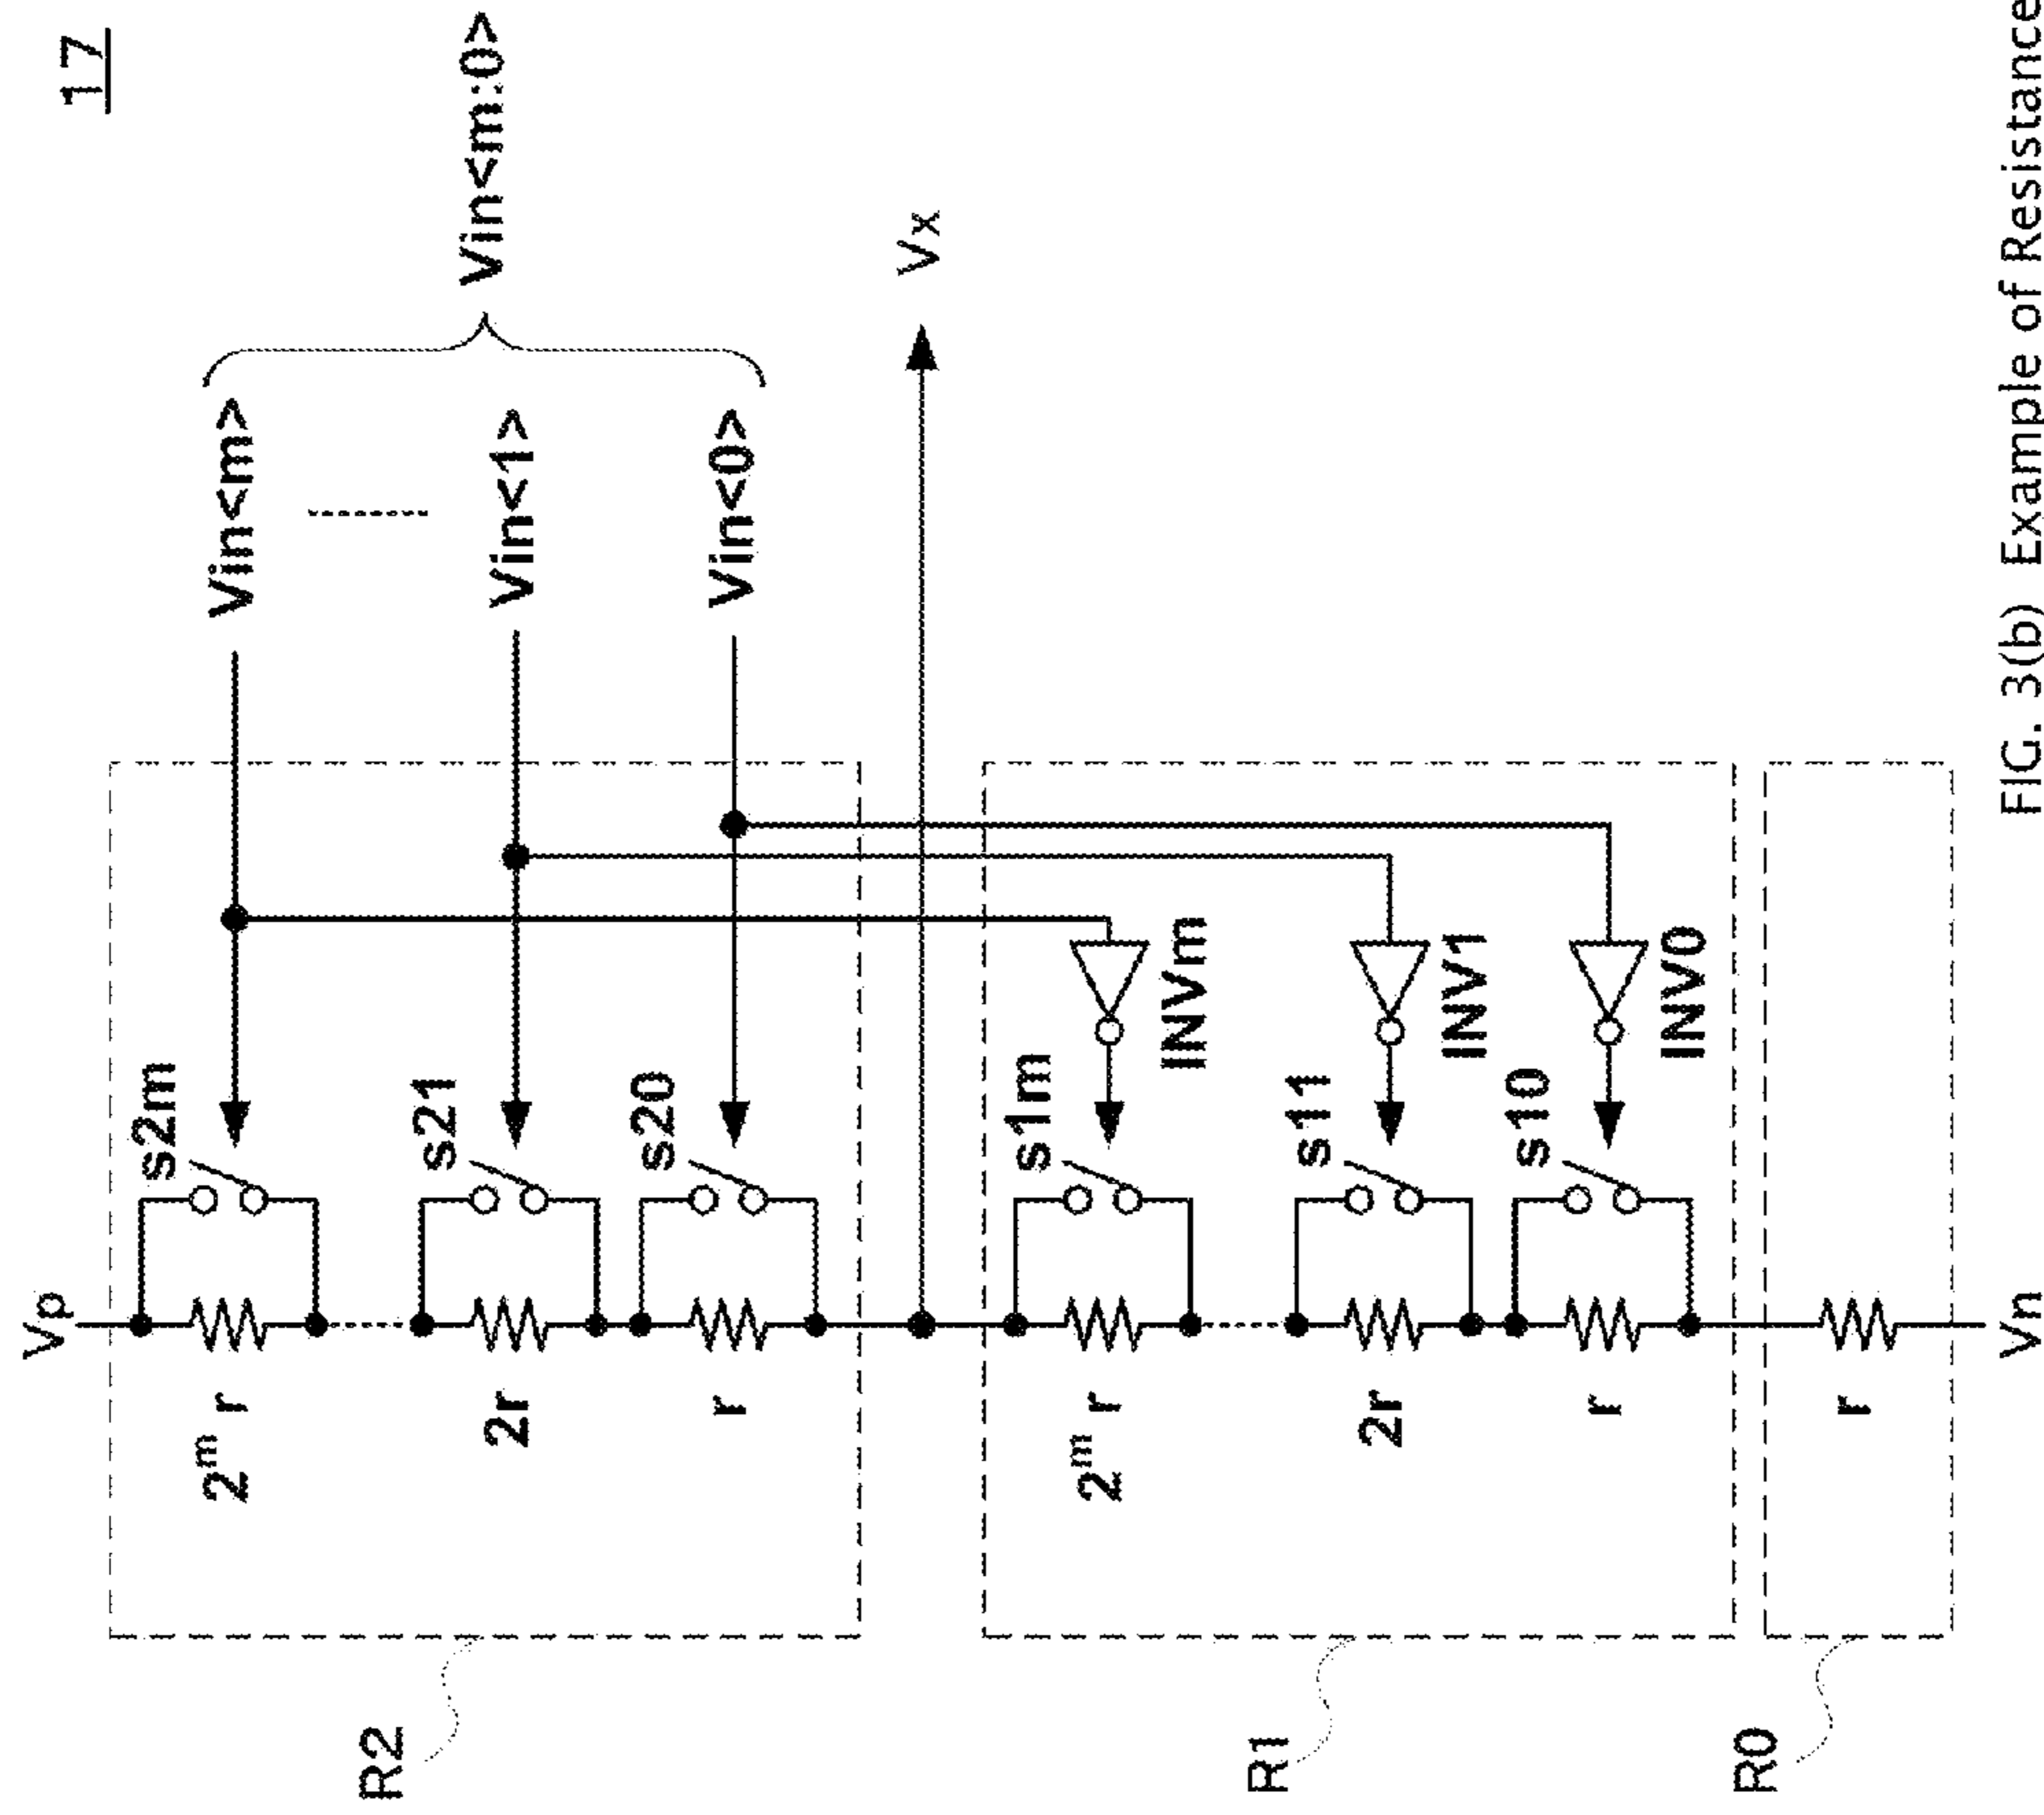 17
Vp
2ᵐ r
s2m
Vin<m>
2r
s21
Vin<1>
Vin<m:0>
r
s20
Vin<0>
R2
Vx
2ᵐ r
s1m
INVm
2r
s11
INV1
r
s10
INV0
R1
r
R0
Vn
FIG. 3(b) Example of Resistance